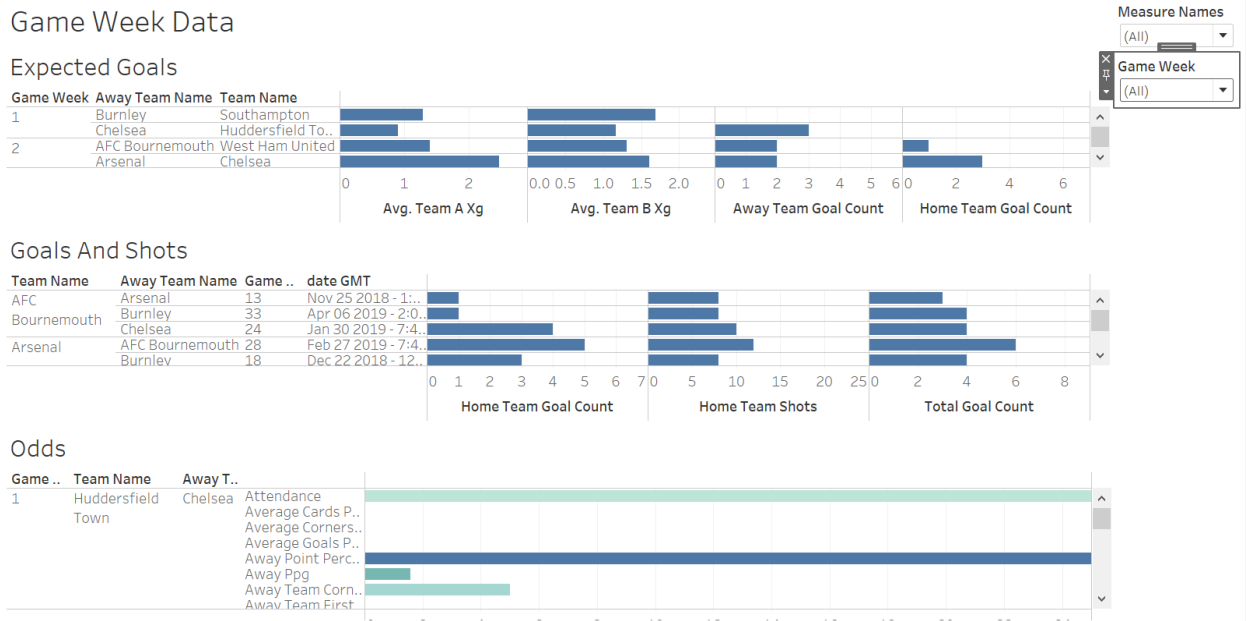 Game Week Data
Measure Names
(All)
Game Week
(All)
Expected Goals
Game Week Away Team Name Team Name
1 Burnley Southampton
Chelsea Huddersfield To..
2 AFC Bournemouth West Ham United
Arsenal Chelsea
0 1 2 0.0 0.5 1.0 1.5 2.0 0 1 2 3 4 5 6 0 2 4 6
Avg. Team A Xg Avg. Team B Xg Away Team Goal Count Home Team Goal Count
Goals And Shots
Team Name Away Team Name Game .. date GMT
AFC Bournemouth Arsenal 13 Nov 25 2018 - 1:..
Burnley 33 Apr 06 2019 - 2:0..
Chelsea 24 Jan 30 2019 - 7:4..
Arsenal AFC Bournemouth 28 Feb 27 2019 - 7:4..
Burnley 18 Dec 22 2018 - 12..
0 1 2 3 4 5 6 7 0 5 10 15 20 25 0 2 4 6 8
Home Team Goal Count Home Team Shots Total Goal Count
Odds
Game .. Team Name Away T..
1 Huddersfield Town Chelsea Attendance
Average Cards P..
Average Corners..
Average Goals P..
Away Point Perc..
Away Ppg
Away Team Corn..
Away Team First